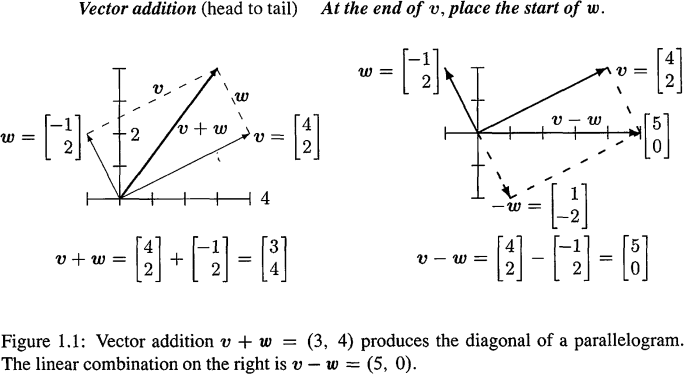 Vector addition (head to tail) At the end of v, place the start of w.
w = [-1 2]
v
w
v + w
2
v = [4 2]
4
v + w = [4 2] + [-1 2] = [3 4]
w = [-1 2]
v = [4 2]
v − w
[5 0]
-w = [1 -2]
v − w = [4 2] − [-1 2] = [5 0]
Figure 1.1: Vector addition v + w = (3, 4) produces the diagonal of a parallelogram.
The linear combination on the right is v − w = (5, 0).